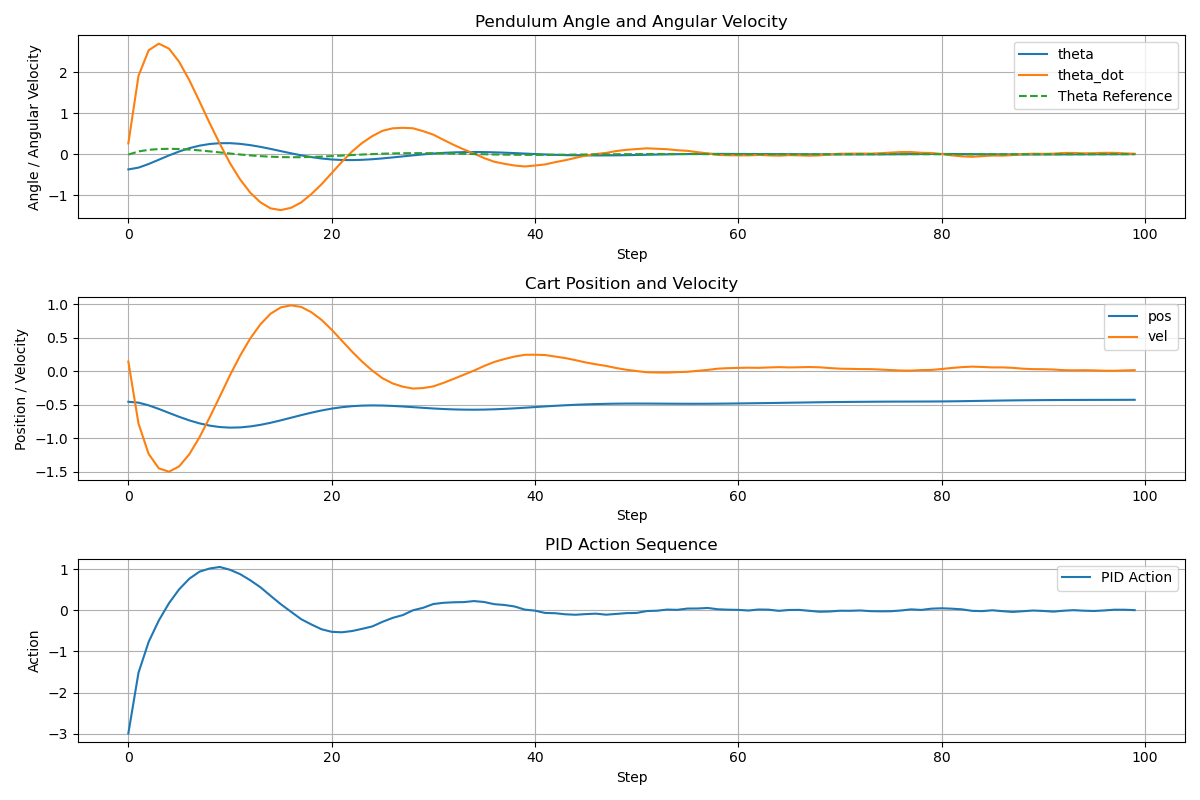 Pendulum Angle and Angular Velocity
Angle / Angular Velocity
2
1
0
−1
theta
theta_dot
Theta Reference
0 20 40 60 80 100
Step
Cart Position and Velocity
Position / Velocity
1.0
0.5
0.0
−0.5
−1.0
−1.5
pos
vel
0 20 40 60 80 100
Step
PID Action Sequence
Action
1
0
−1
−2
−3
PID Action
0 20 40 60 80 100
Step